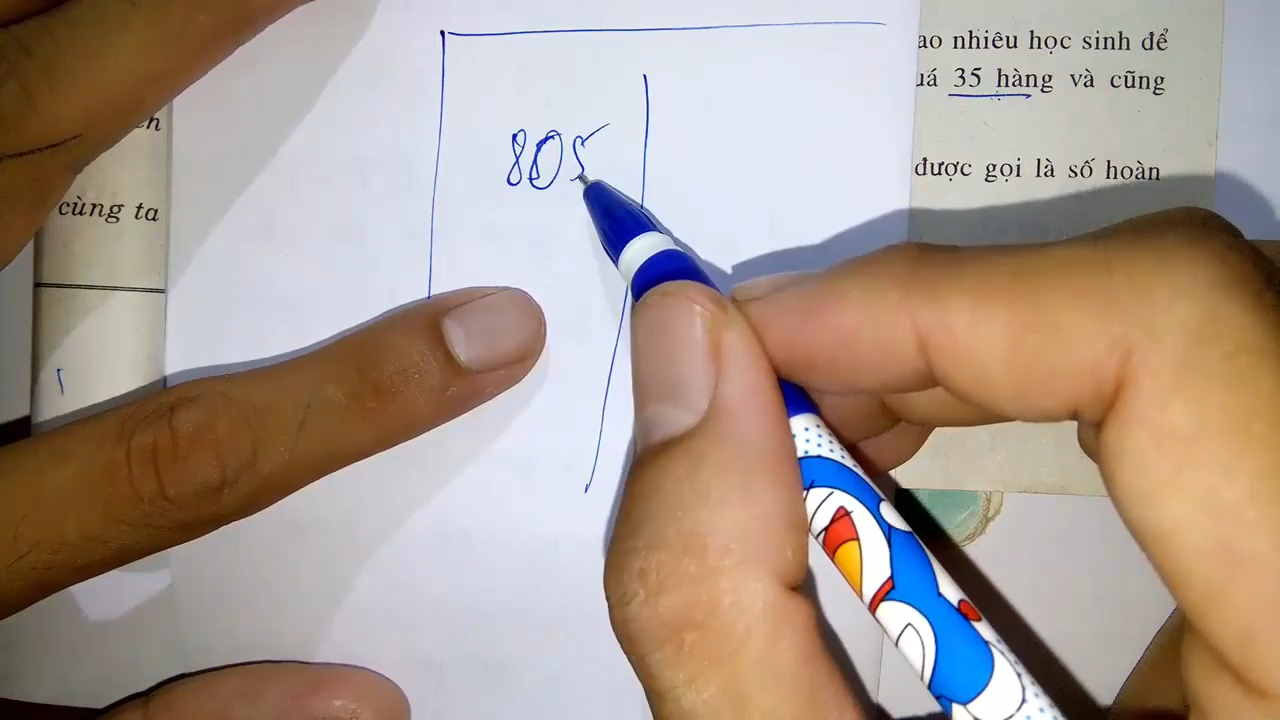 ao nhiêu học sinh để
uá 35 hàng và cũng
805
được gọi là số hoàn
cùng ta